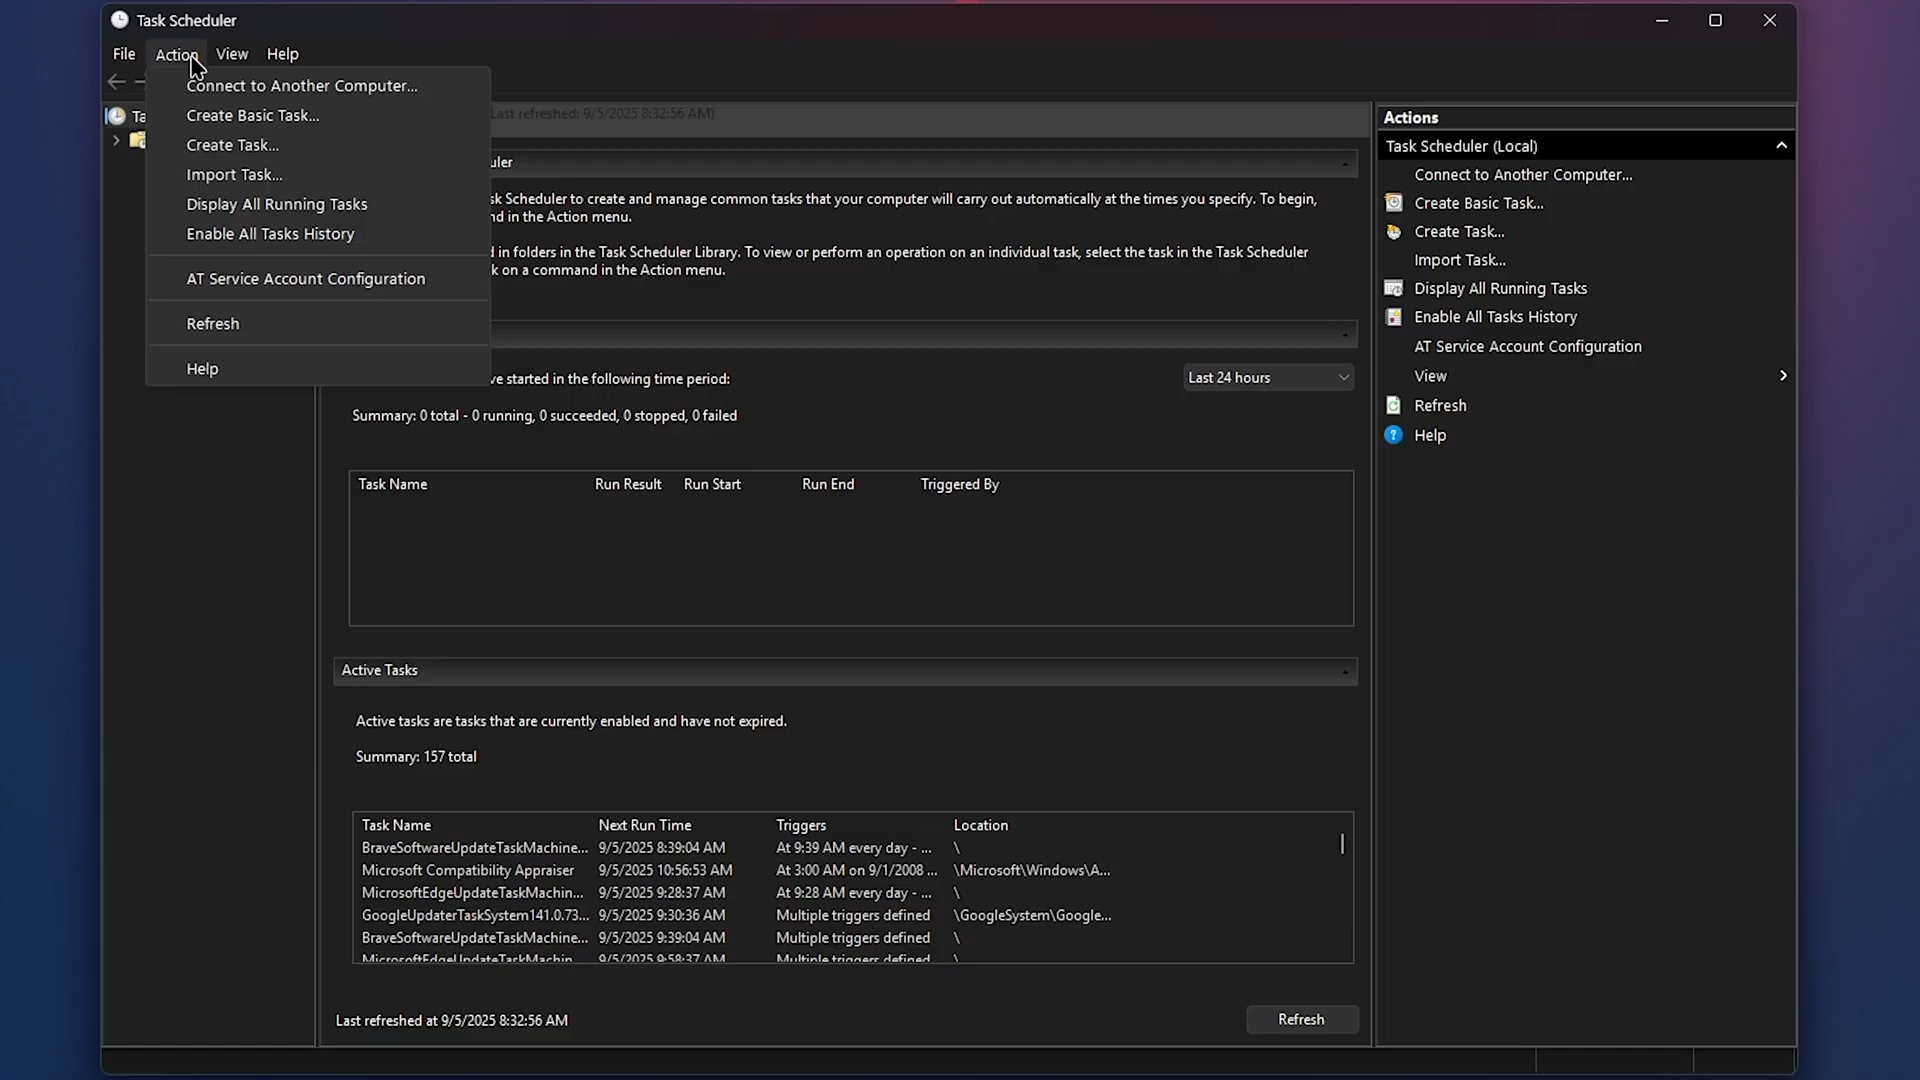 Task Scheduler
File Action View Help
Connect to Another Computer...
Create Basic Task...
Create Task...
Import Task...
Display All Running Tasks
Enable All Tasks History
AT Service Account Configuration
Refresh
Help
Ta
Last refreshed: 9/5/2025 8:32:56 AM)
uler
sk Scheduler to create and manage common tasks that your computer will carry out automatically at the times you specify. To begin,
nd in the Action menu.
d in folders in the Task Scheduler Library. To view or perform an operation on an individual task, select the task in the Task Scheduler
k on a command in the Action menu.
ve started in the following time period:
Last 24 hours
Summary: 0 total - 0 running, 0 succeeded, 0 stopped, 0 failed
Task Name Run Result Run Start Run End Triggered By
Active Tasks
Active tasks are tasks that are currently enabled and have not expired.
Summary: 157 total
Task Name Next Run Time Triggers Location
BraveSoftwareUpdateTaskMachine... 9/5/2025 8:39:04 AM At 9:39 AM every day - ... \
Microsoft Compatibility Appraiser 9/5/2025 10:56:53 AM At 3:00 AM on 9/1/2008 ... \Microsoft\Windows\A...
MicrosoftEdgeUpdateTaskMachin... 9/5/2025 9:28:37 AM At 9:28 AM every day - ... \
GoogleUpdaterTaskSystem141.0.73... 9/5/2025 9:30:36 AM Multiple triggers defined \GoogleSystem\Google...
BraveSoftwareUpdateTaskMachine... 9/5/2025 9:39:04 AM Multiple triggers defined \
MicrosoftEdgeUpdateTaskMachin 9/5/2025 9:58:37 AM Multiple triggers defined \
Last refreshed at 9/5/2025 8:32:56 AM
Refresh
Actions
Task Scheduler (Local)
Connect to Another Computer...
Create Basic Task...
Create Task...
Import Task...
Display All Running Tasks
Enable All Tasks History
AT Service Account Configuration
View
Refresh
Help